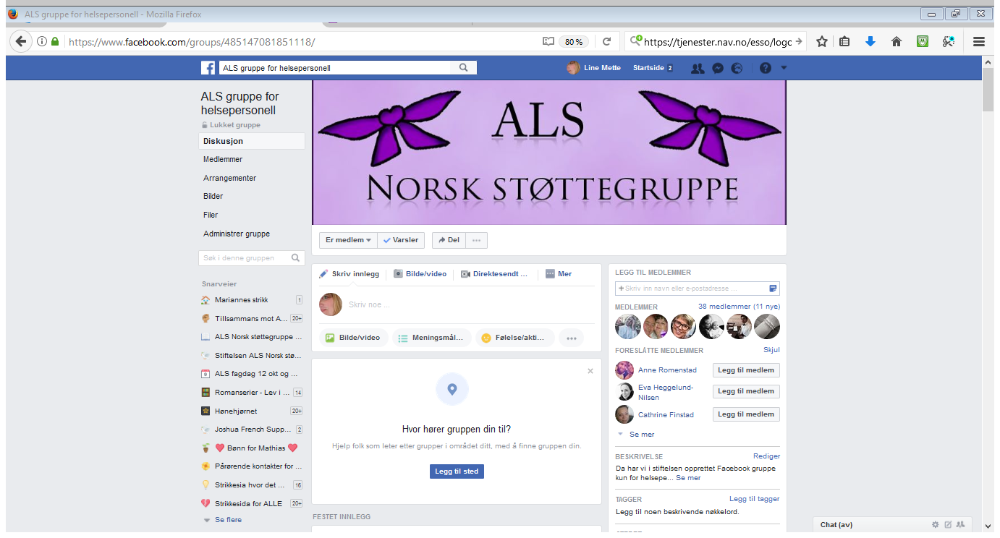 ALS gruppe for helsepersonell - Mozilla Firefox
https://www.facebook.com/groups/485147081851118/
80 %
https://tjenester.nav.no/esso/logo
ALS gruppe for helsepersonell
Line Mette
Startside 2
ALS gruppe for
helsepersonell
Lukket gruppe
Diskusjon
Medlemmer
Arrangementer
Bilder
Filer
Administrer gruppe
Søk i denne gruppen
Snarveier
Mariannes strikk 1
Tillsammans mot A... 20+
ALS Norsk støttegruppe ...
Stiftelsen ALS Norsk stø...
ALS fagdag 12 okt og ...
Romanserier - Lev i ... 14
Hønehjørnet 20+
Joshua French Supp... 2
Bønn for Mathias
Pårørende kontakter for ...
Strikkesia hvor det ... 16
Strikkesida for ALLE 20+
Se flere
ALS
NORSK STØTTEGRUPPE
Er medlem
Varsler
Del
Skriv innlegg
Bilde/video
Direktesendt ...
Mer
Skriv noe ...
Bilde/video
Meningsmål...
Følelse/akti...
Hvor hører gruppen din til?
Hjelp folk som leter etter grupper i området ditt, med å finne gruppen din.
Legg til sted
FESTET INNLEGG
LEGG TIL MEDLEMMER
+ Skriv inn navn eller e-postadresse ...
MEDLEMMER
38 medlemmer (11 nye)
FORESLÅTTE MEDLEMMER
Skjul
Anne Romenstad
Legg til medlem
Eva Heggelund-
Nilsen
Legg til medlem
Cathrine Finstad
Legg til medlem
Se mer
BESKRIVELSE
Rediger
Da har vi i stiftelsen opprettet Facebook gruppe
kun for helsepe... Se mer
TAGGER
Legg til tagger
Legg til noen beskrivende nøkkelord.
Chat (av)